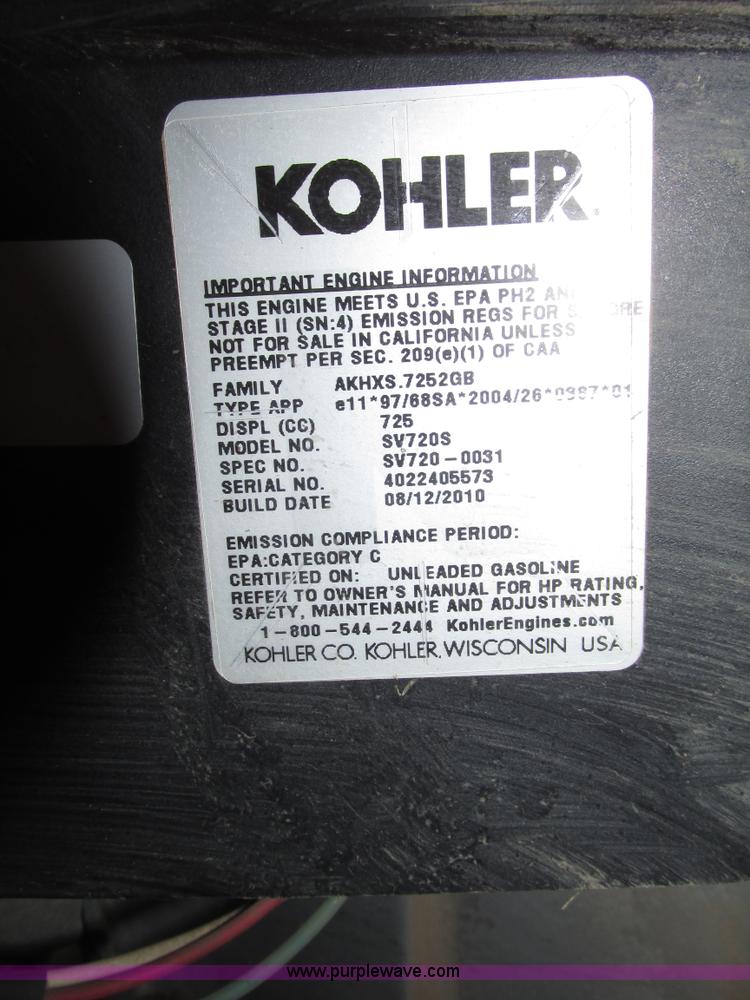 KOHLER
IMPORTANT ENGINE INFORMATION
THIS ENGINE MEETS U.S. EPA PH2
STAGE II (SN:4) EMISSION REGS FOR
NOT FOR SALE IN CALIFORNIA UNLESS
PREEMPT PER SEC. 209(e)(1) OF CAA
FAMILY AKHXS.7252GB
TYPE APP
DISPL (CC) 725
MODEL NO. SV720S
SPEC NO. SV720-0031
SERIAL NO. 4022405573
BUILD DATE 08/12/2010
EMISSION COMPLIANCE PERIOD:
EPA:CATEGORY C
CERTIFIED ON: UNLEADED GASOLINE
REFER TO OWNER'S MANUAL FOR HP RATING,
SAFETY, MAINTENANCE AND ADJUSTMENTS
1-800-544-2444 KohlerEngines.com
KOHLER CO. KOHLER, WISCONSIN USA
www.purplewave.com